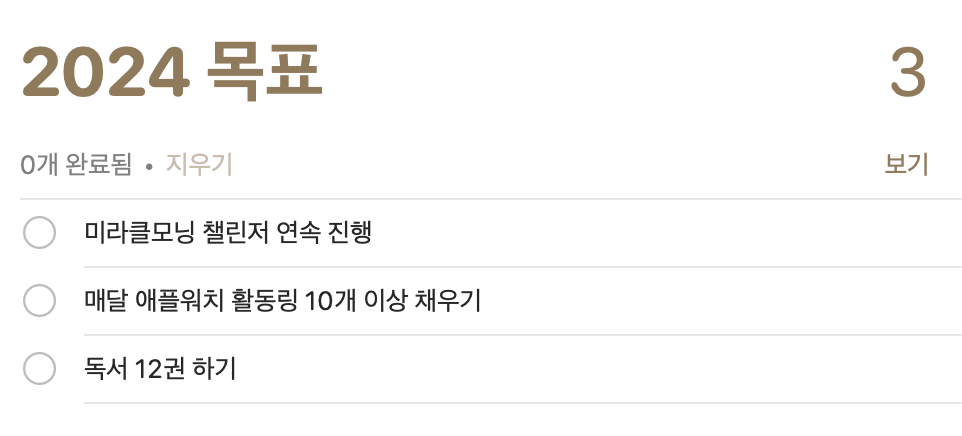 2024 목표 3
0개 완료됨 • 지우기 보기
미라클모닝 챌린저 연속 진행
매달 애플워치 활동링 10개 이상 채우기
독서 12권 하기